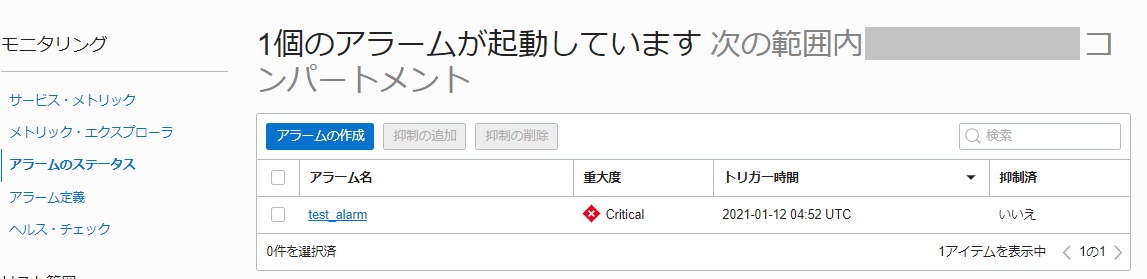 モニタリング
サービス・メトリック
メトリック・エクスプローラ
アラームのステータス
アラーム定義
ヘルス・チェック
1個のアラームが起動しています 次の範囲内 コ
ンパートメント
アラームの作成 抑制の追加 抑制の削除 検索
アラーム名 重大度 トリガー時間 抑制済
test_alarm Critical 2021-01-12 04:52 UTC いいえ
0件を選択済 1アイテムを表示中 1の1